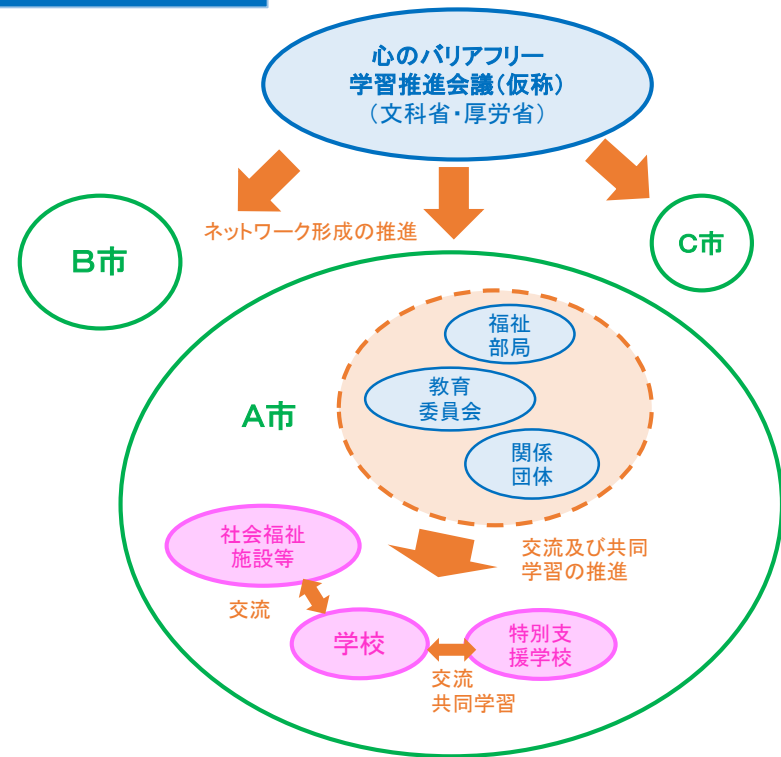 心のバリアフリー
学習推進会議(仮称)
(文科省・厚労省)
ネットワーク形成の推進
B市
C市
A市
福祉
部局
教育
委員会
関係
団体
社会福祉
施設等
交流及び共同
学習の推進
交流
学校
特別支
援学校
交流
共同学習